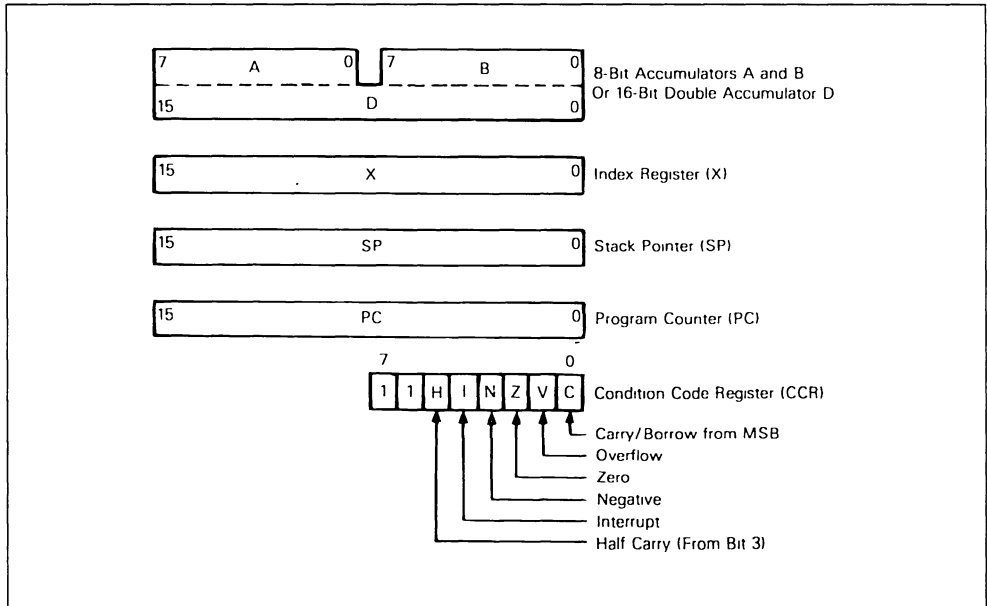 7 A 0 7 B 0
8-Bit Accumulators A and B
Or 16-Bit Double Accumulator D
15 D 0
15 X 0 Index Register (X)
15 SP 0 Stack Pointer (SP)
15 PC 0 Program Counter (PC)
7 0
1 1 H I N Z V C Condition Code Register (CCR)
Carry/Borrow from MSB
Overflow
Zero
Negative
Interrupt
Half Carry (From Bit 3)